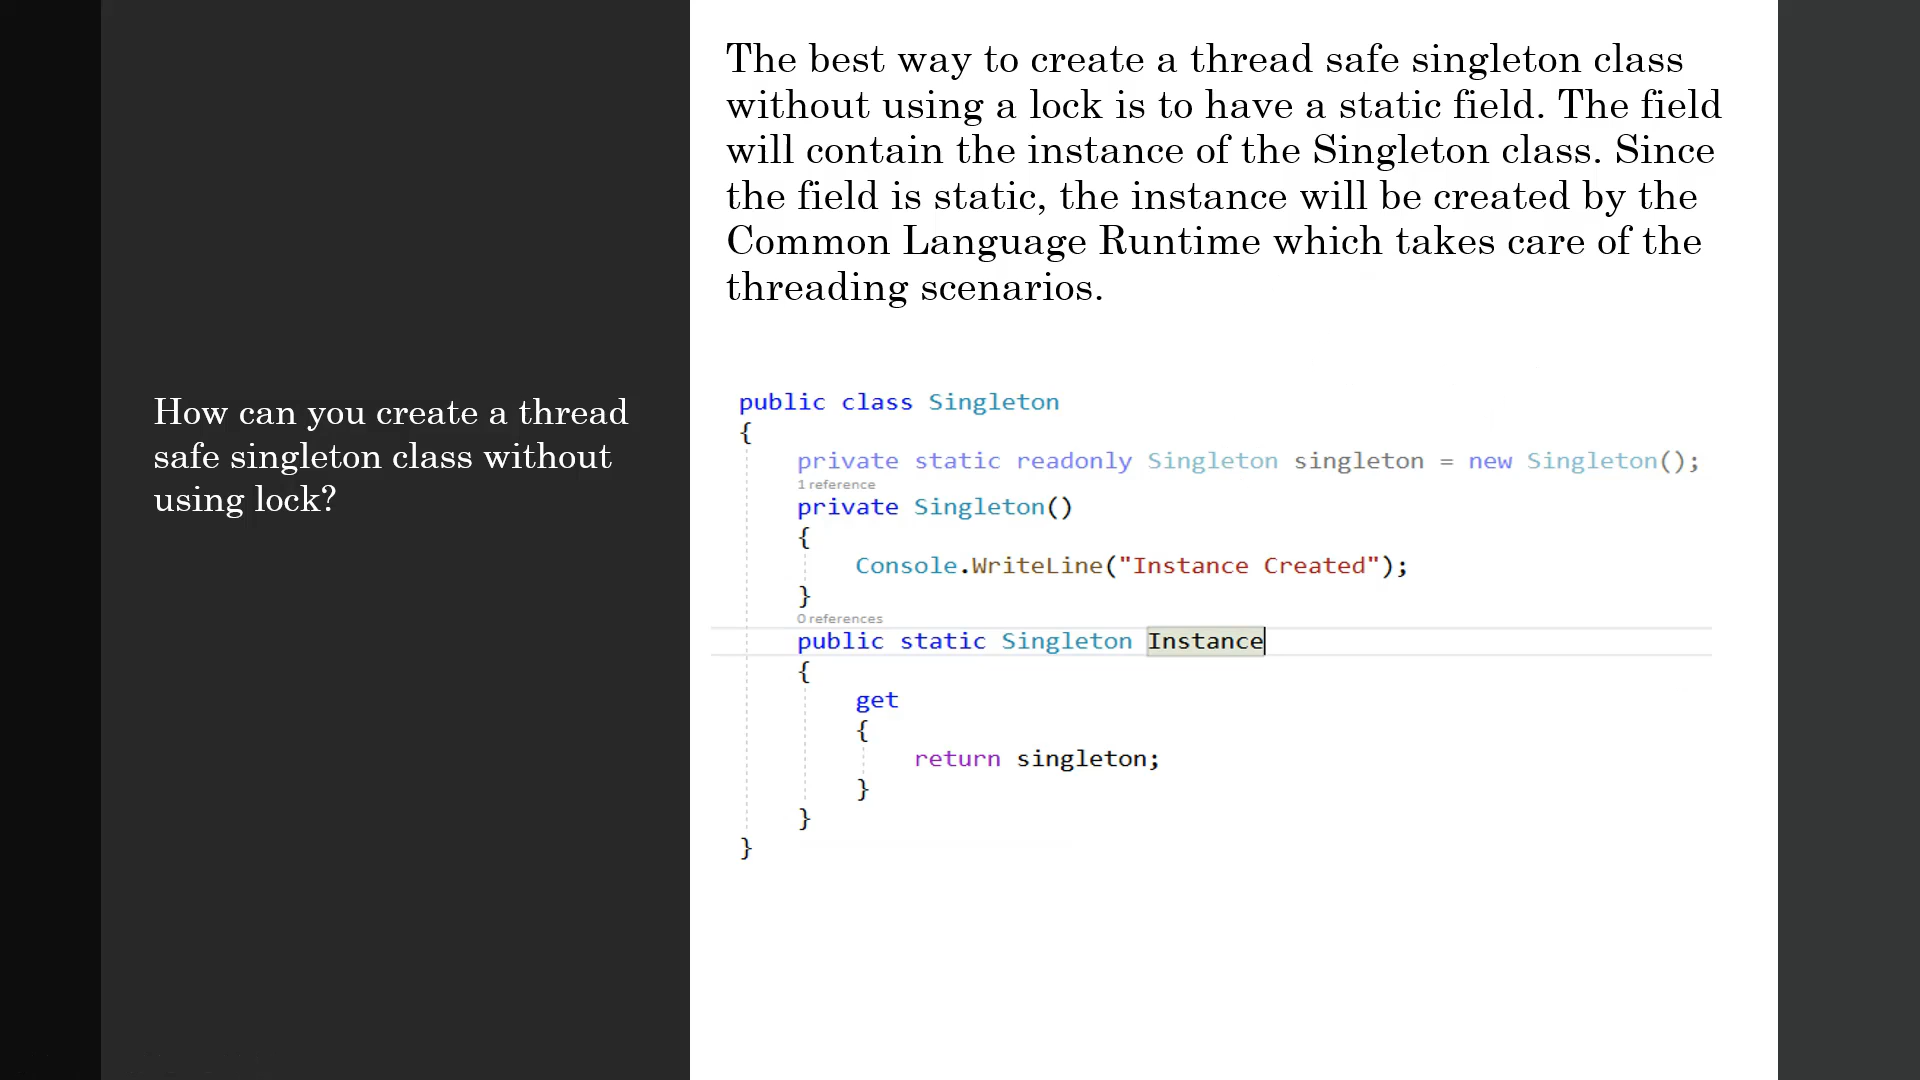 How can you create a thread
safe singleton class without
using lock?
The best way to create a thread safe singleton class
without using a lock is to have a static field. The field
will contain the instance of the Singleton class. Since
the field is static, the instance will be created by the
Common Language Runtime which takes care of the
threading scenarios.
public class Singleton
{
private static readonly Singleton singleton = new Singleton();
1 reference
private Singleton()
{
Console.WriteLine("Instance Created");
}
0 references
public static Singleton Instance
{
get
{
return singleton;
}
}
}